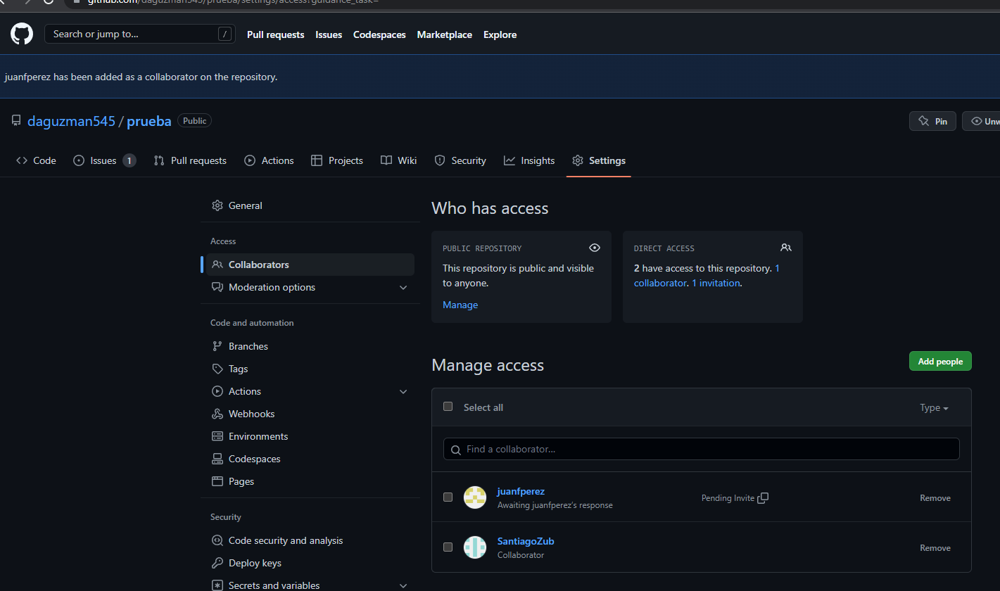 github.com/daguzman545/prueba/settings/access?guidance_task=
Search or jump to...
/
Pull requests
Issues
Codespaces
Marketplace
Explore
juanfperez has been added as a collaborator on the repository.
daguzman545 / prueba
Public
Pin
Unw
Code
Issues 1
Pull requests
Actions
Projects
Wiki
Security
Insights
Settings
General
Access
Collaborators
Moderation options
Code and automation
Branches
Tags
Actions
Webhooks
Environments
Codespaces
Pages
Security
Code security and analysis
Deploy keys
Secrets and variables
Who has access
PUBLIC REPOSITORY
This repository is public and visible
to anyone.
Manage
DIRECT ACCESS
2 have access to this repository. 1
collaborator. 1 invitation.
Manage access
Add people
Select all
Type
Find a collaborator...
juanfperez
Awaiting juanfperez's response
Pending Invite
Remove
SantiagoZub
Collaborator
Remove